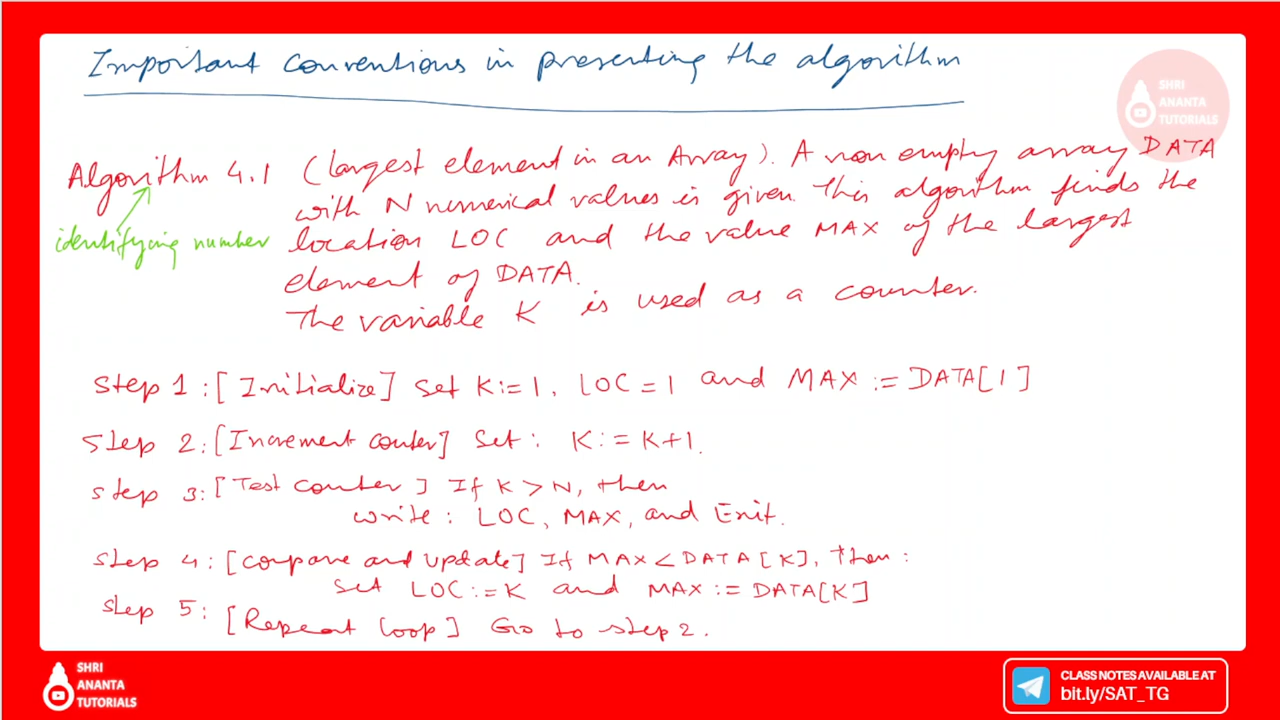 Important conventions in presenting the algorithm
SHRI
ANANTA
TUTORIALS
Algorithm 4.1 (largest element in an Array). A non empty array DATA
with N numerical values is given. This algorithm finds the
identifying number
location LOC and the value MAX of the largest
element of DATA.
The variable K is used as a counter.
Step 1: [Initialize] Set K:=1, LOC=1 and MAX := DATA[1]
Step 2: [Increment couter] Set: K:= K+1.
Step 3: [Test counter] If K > N, then
write: LOC, MAX, and Exit.
Step 4: [Compare and update] If MAX < DATA[K], then:
Set LOC:=K and MAX := DATA[K]
Step 5: [Repeat loop] Go to step 2.
SHRI
ANANTA
TUTORIALS
CLASS NOTES AVAILABLE AT
bit.ly/SAT_TG